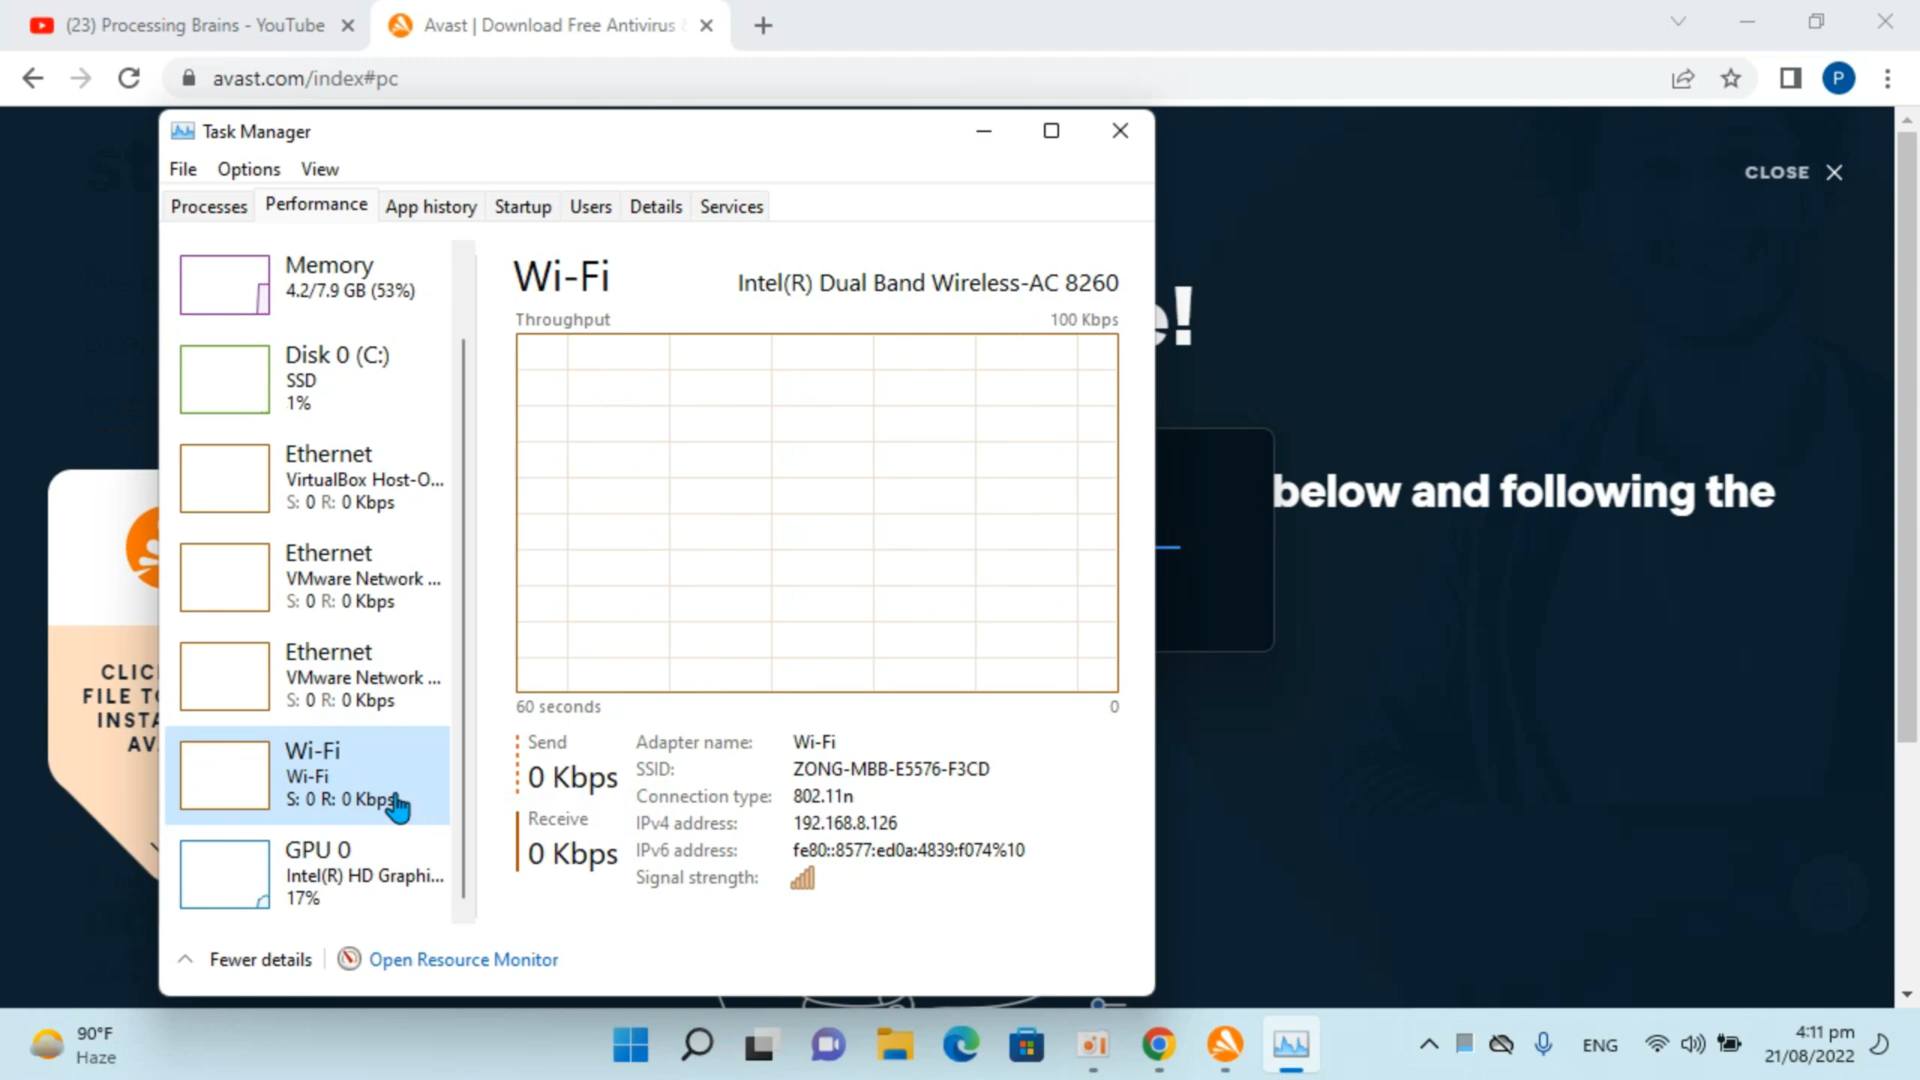 (23) Processing Brains - YouTube
Avast | Download Free Antivirus
avast.com/index#pc
P
Task Manager
File Options View
CLOSE
Processes Performance App history Startup Users Details Services
Memory
4.2/7.9 GB (53%)
Disk 0 (C:)
SSD
1%
Ethernet
VirtualBox Host-O...
S: 0 R: 0 Kbps
Ethernet
VMware Network ...
S: 0 R: 0 Kbps
Ethernet
VMware Network ...
S: 0 R: 0 Kbps
Wi-Fi
Wi-Fi
S: 0 R: 0 Kbps
GPU 0
Intel(R) HD Graphi...
17%
Wi-Fi
Intel(R) Dual Band Wireless-AC 8260
Throughput
100 Kbps
60 seconds
0
Send
0 Kbps
Receive
0 Kbps
Adapter name: Wi-Fi
SSID: ZONG-MBB-E5576-F3CD
Connection type: 802.11n
IPv4 address: 192.168.8.126
IPv6 address: fe80::8577:ed0a:4839:f074%10
Signal strength:
Fewer details
Open Resource Monitor
e!
below and following the
CLIC
FILE TO
INSTA
AV
90°F
Haze
ENG
4:11 pm
21/08/2022